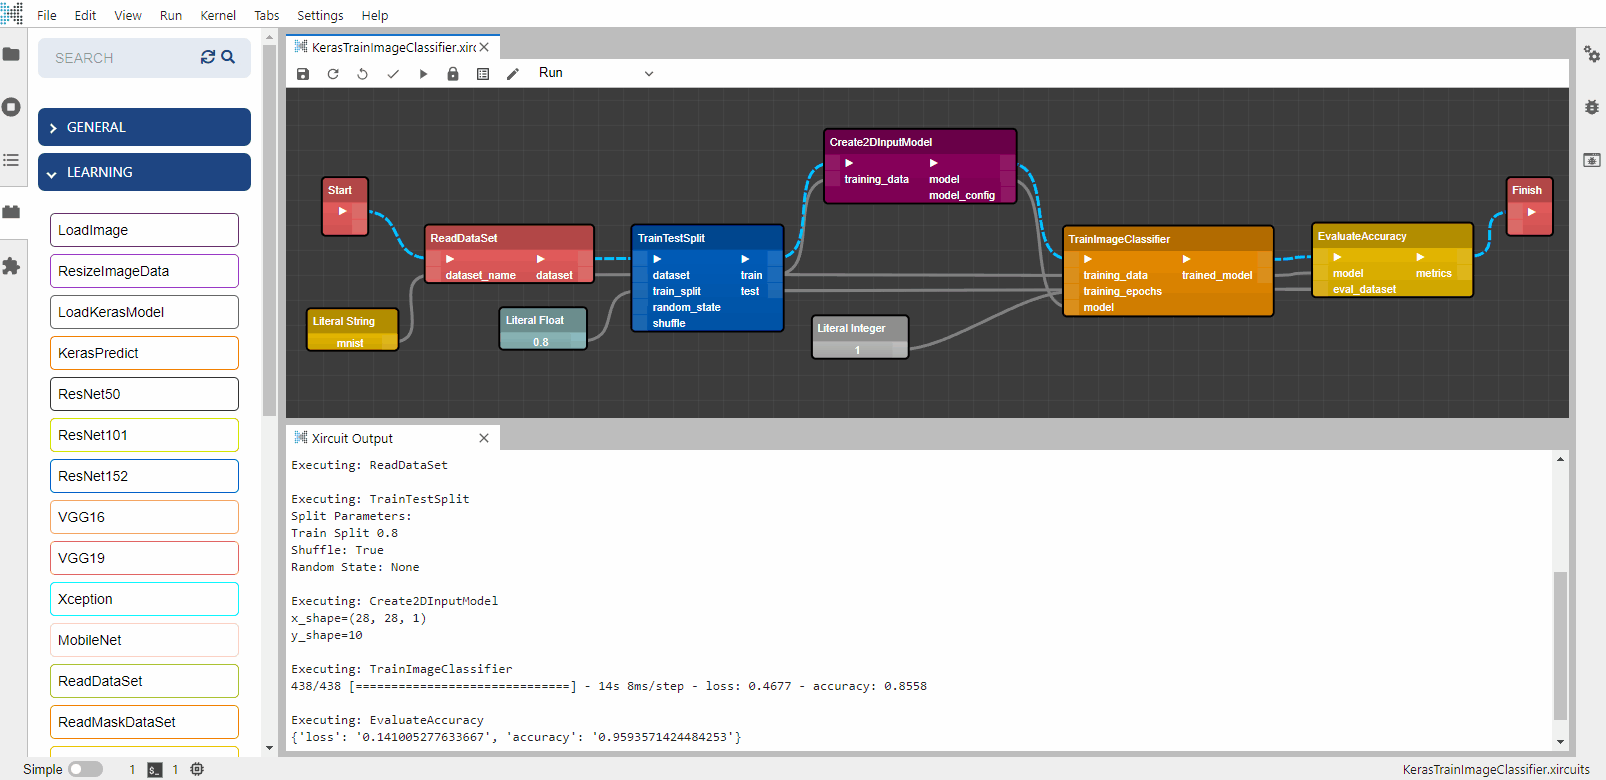 File Edit View Run Kernel Tabs Settings Help
SEARCH
GENERAL
LEARNING
LoadImage
ResizeImageData
LoadKerasModel
KerasPredict
ResNet50
ResNet101
ResNet152
VGG16
VGG19
Xception
MobileNet
ReadDataSet
ReadMaskDataSet
KerasTrainImageClassifier.xirc
Run
Start
ReadDataSet
dataset_name dataset
Literal String
mnist
Literal Float
0.8
TrainTestSplit
dataset train
train_split test
random_state
shuffle
Create2DInputModel
training_data model
model_config
Literal Integer
1
TrainImageClassifier
training_data trained_model
training_epochs
model
EvaluateAccuracy
model metrics
eval_dataset
Finish
Xircuit Output
Executing: ReadDataSet
Executing: TrainTestSplit
Split Parameters:
Train Split 0.8
Shuffle: True
Random State: None
Executing: Create2DInputModel
x_shape=(28, 28, 1)
y_shape=10
Executing: TrainImageClassifier
438/438 [==============================] - 14s 8ms/step - loss: 0.4677 - accuracy: 0.8558
Executing: EvaluateAccuracy
{'loss': '0.141005277633667', 'accuracy': '0.9593571424484253'}
Simple 1 1 KerasTrainImageClassifier.xircuits